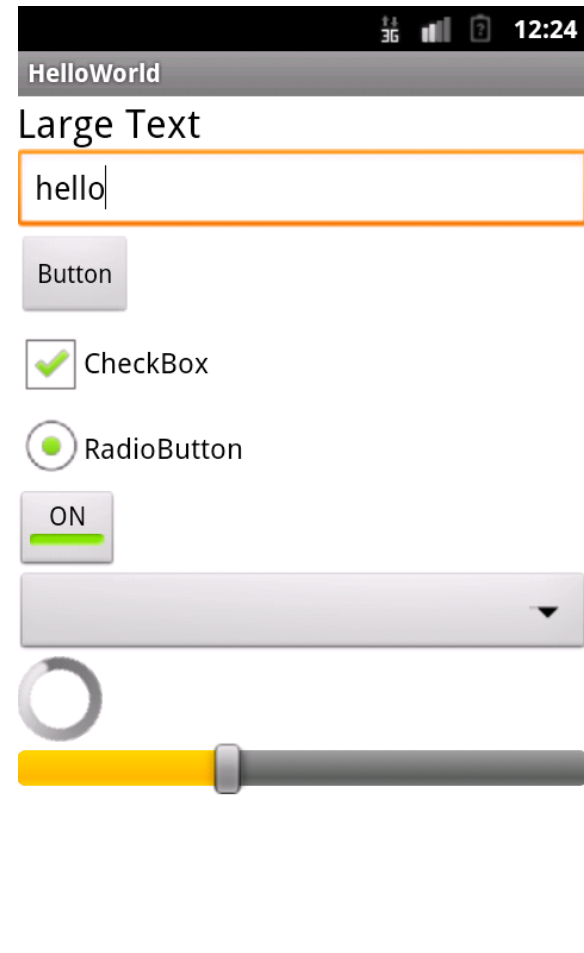 3G 12:24
HelloWorld
Large Text
hello
Button
CheckBox
RadioButton
ON